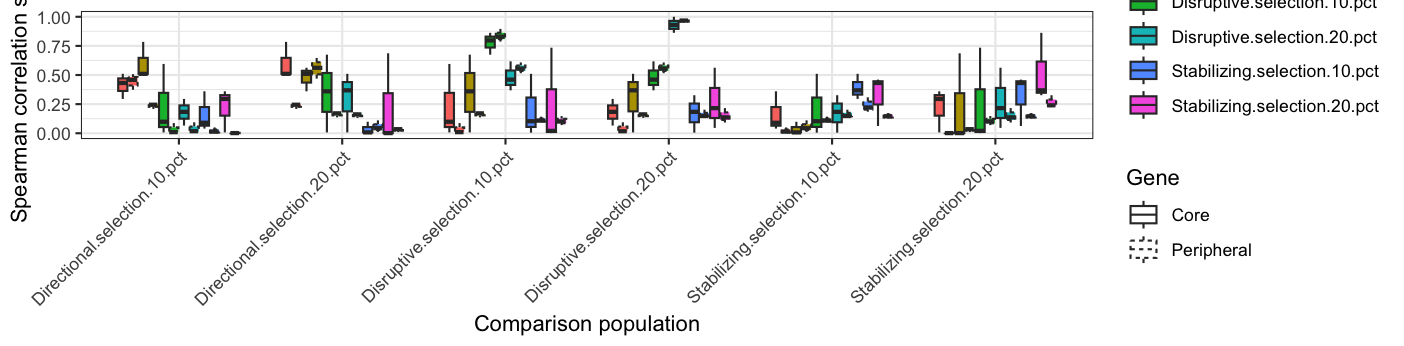 Spearman correlation s
1.00
0.75
0.50
0.25
0.00
Directional.selection.10.pct
Directional.selection.20.pct
Disruptive.selection.10.pct
Disruptive.selection.20.pct
Stabilizing.selection.10.pct
Stabilizing.selection.20.pct
Comparison population
Disruptive.selection.10.pct
Disruptive.selection.20.pct
Stabilizing.selection.10.pct
Stabilizing.selection.20.pct
Gene
Core
Peripheral